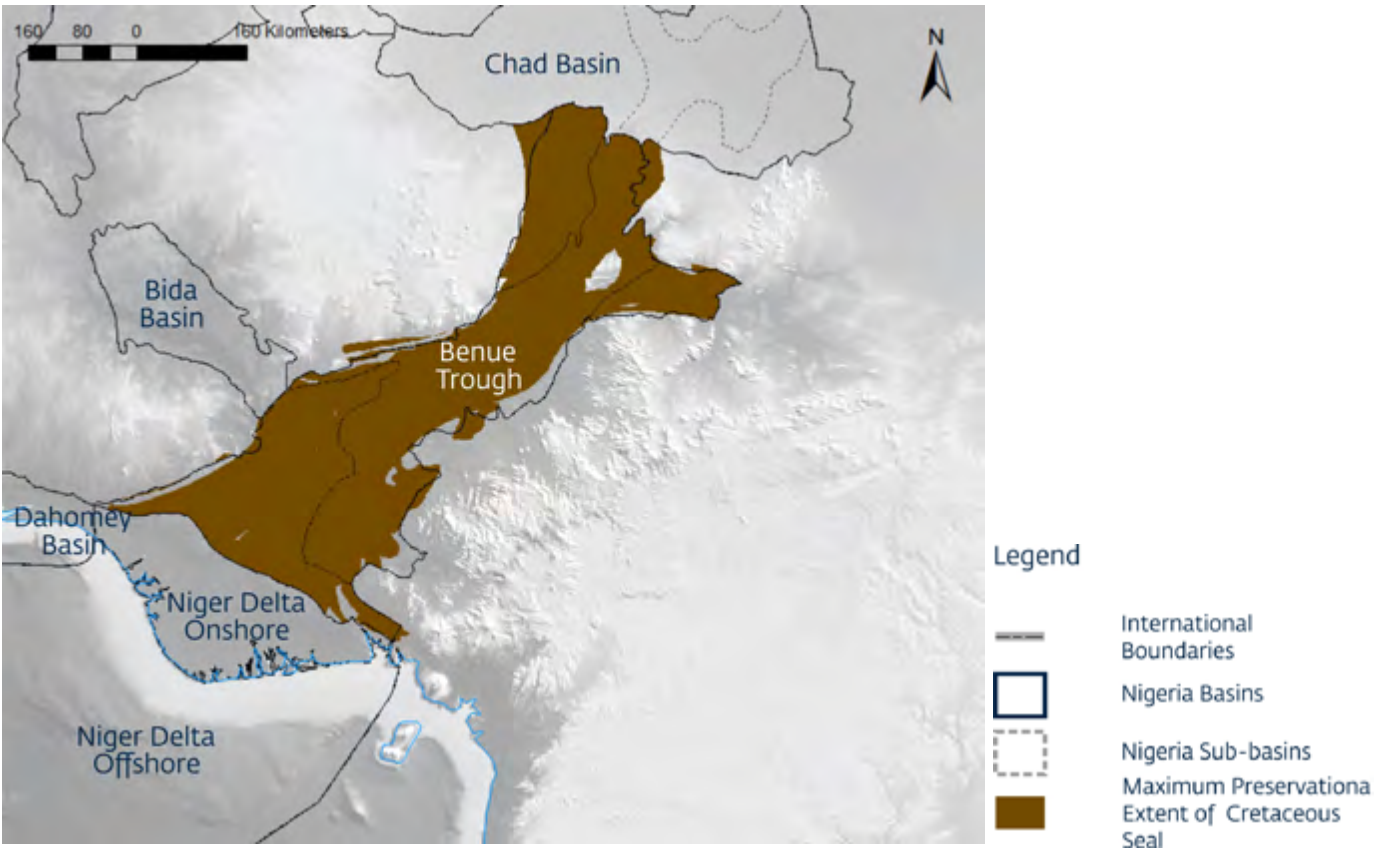 160 80 0 160 Kilometers
N
Chad Basin
Bida
Basin
Benue
Trough
Dahomey
Basin
Niger Delta
Onshore
Niger Delta
Offshore
Legend
International
Boundaries
Nigeria Basins
Nigeria Sub-basins
Maximum Preservationa
Extent of Cretaceous
Seal